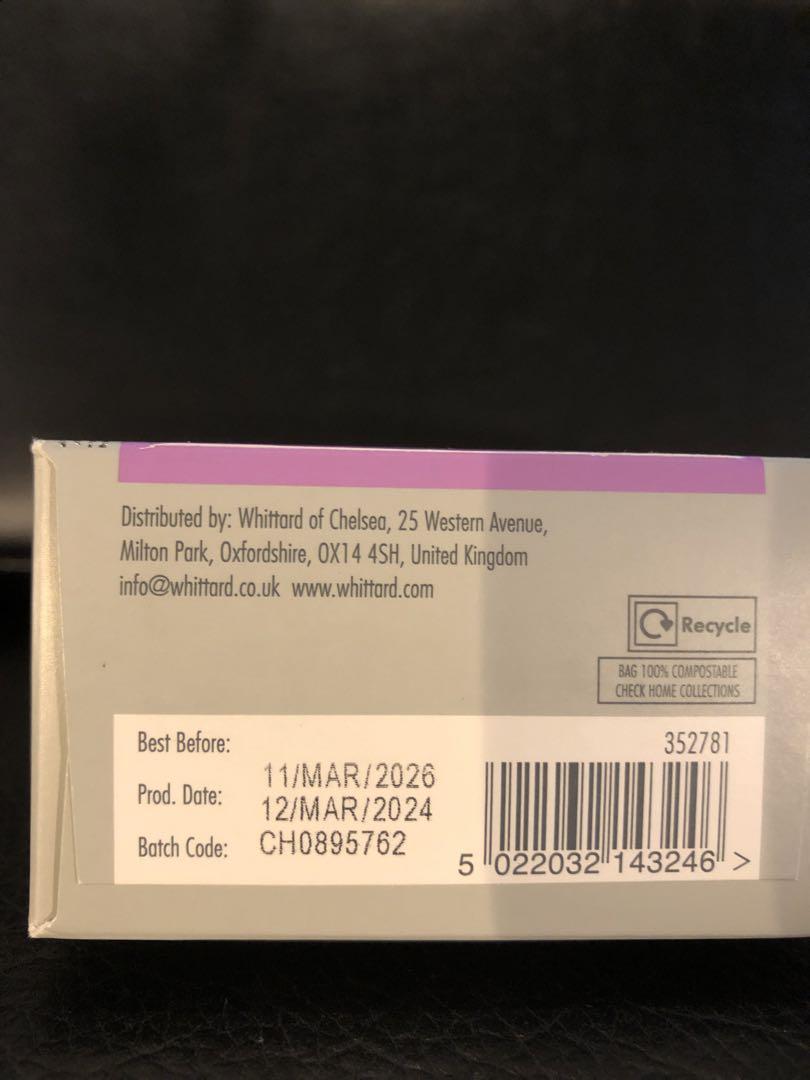 Distributed by: Whittard of Chelsea, 25 Western Avenue,
Milton Park, Oxfordshire, OX14 4SH, United Kingdom
info@whittard.co.uk www.whittard.com
Recycle
BAG 100% COMPOSTABLE
CHECK HOME COLLECTIONS
Best Before: 11/MAR/2026
Prod. Date: 12/MAR/2024
Batch Code: CH0895762
352781
5 022032 143246 >